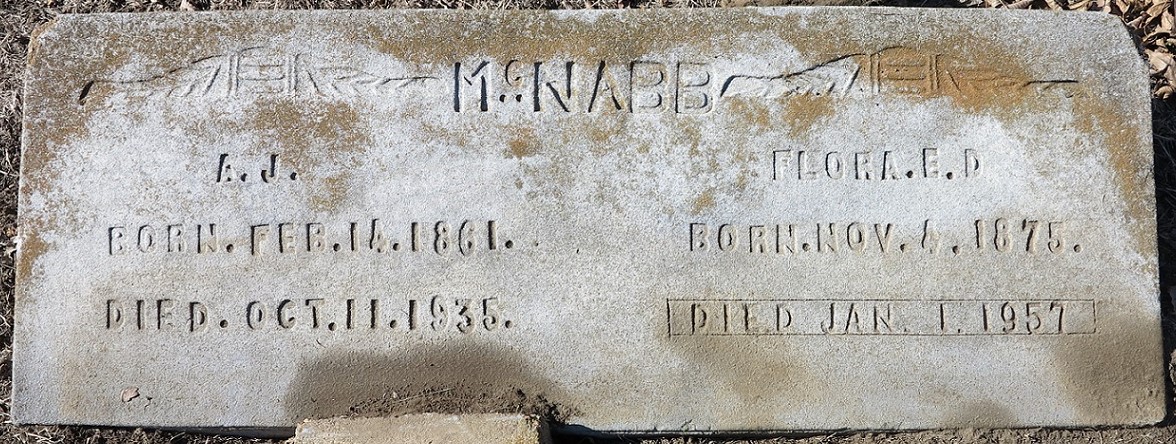 McNABB
A.J.
BORN. FEB. 14. 1861.
DIED. OCT. 11. 1935.
FLORA. E. D
BORN. NOV. 4. 1875.
DIED JAN. 1. 1957